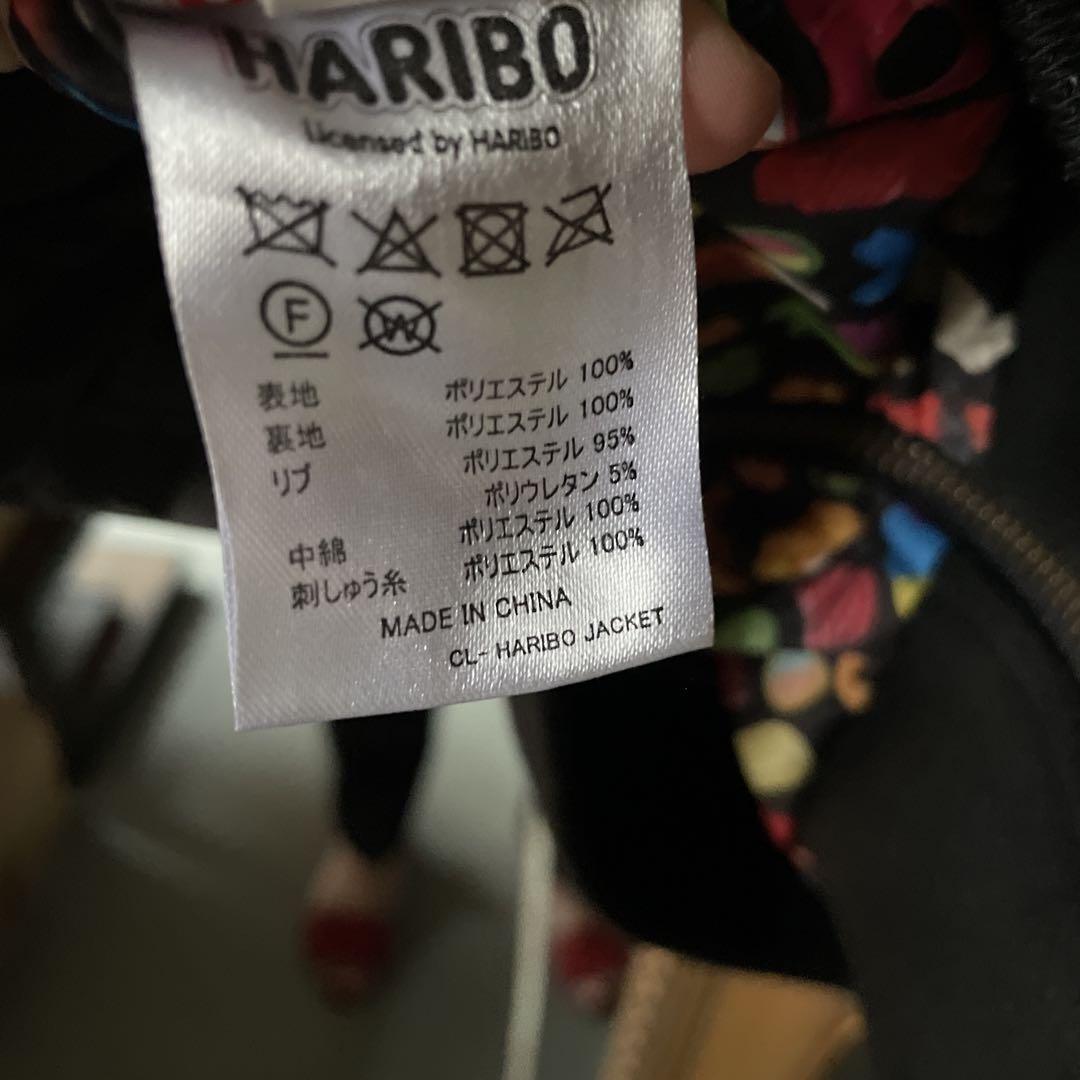 HARIBO
Licensed by HARIBO
F W
表地 ポリエステル 100%
裏地 ポリエステル 100%
リブ ポリエステル 95%
ポリウレタン 5%
中綿 ポリエステル 100%
刺しゅう糸 ポリエステル 100%
MADE IN CHINA
CL- HARIBO JACKET